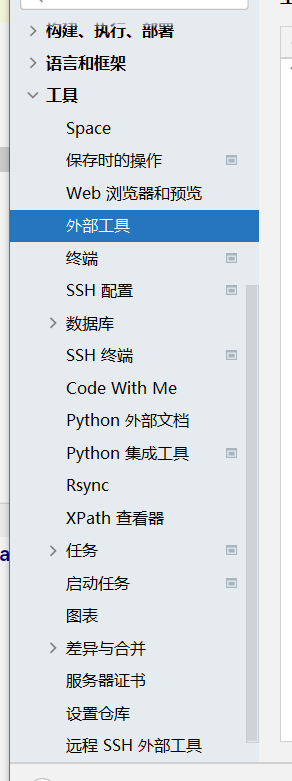 构建、执行、部署
语言和框架
工具
Space
保存时的操作
Web 浏览器和预览
外部工具
终端
SSH 配置
数据库
SSH 终端
Code With Me
Python 外部文档
Python 集成工具
Rsync
XPath 查看器
任务
启动任务
图表
差异与合并
服务器证书
设置仓库
远程 SSH 外部工具
a